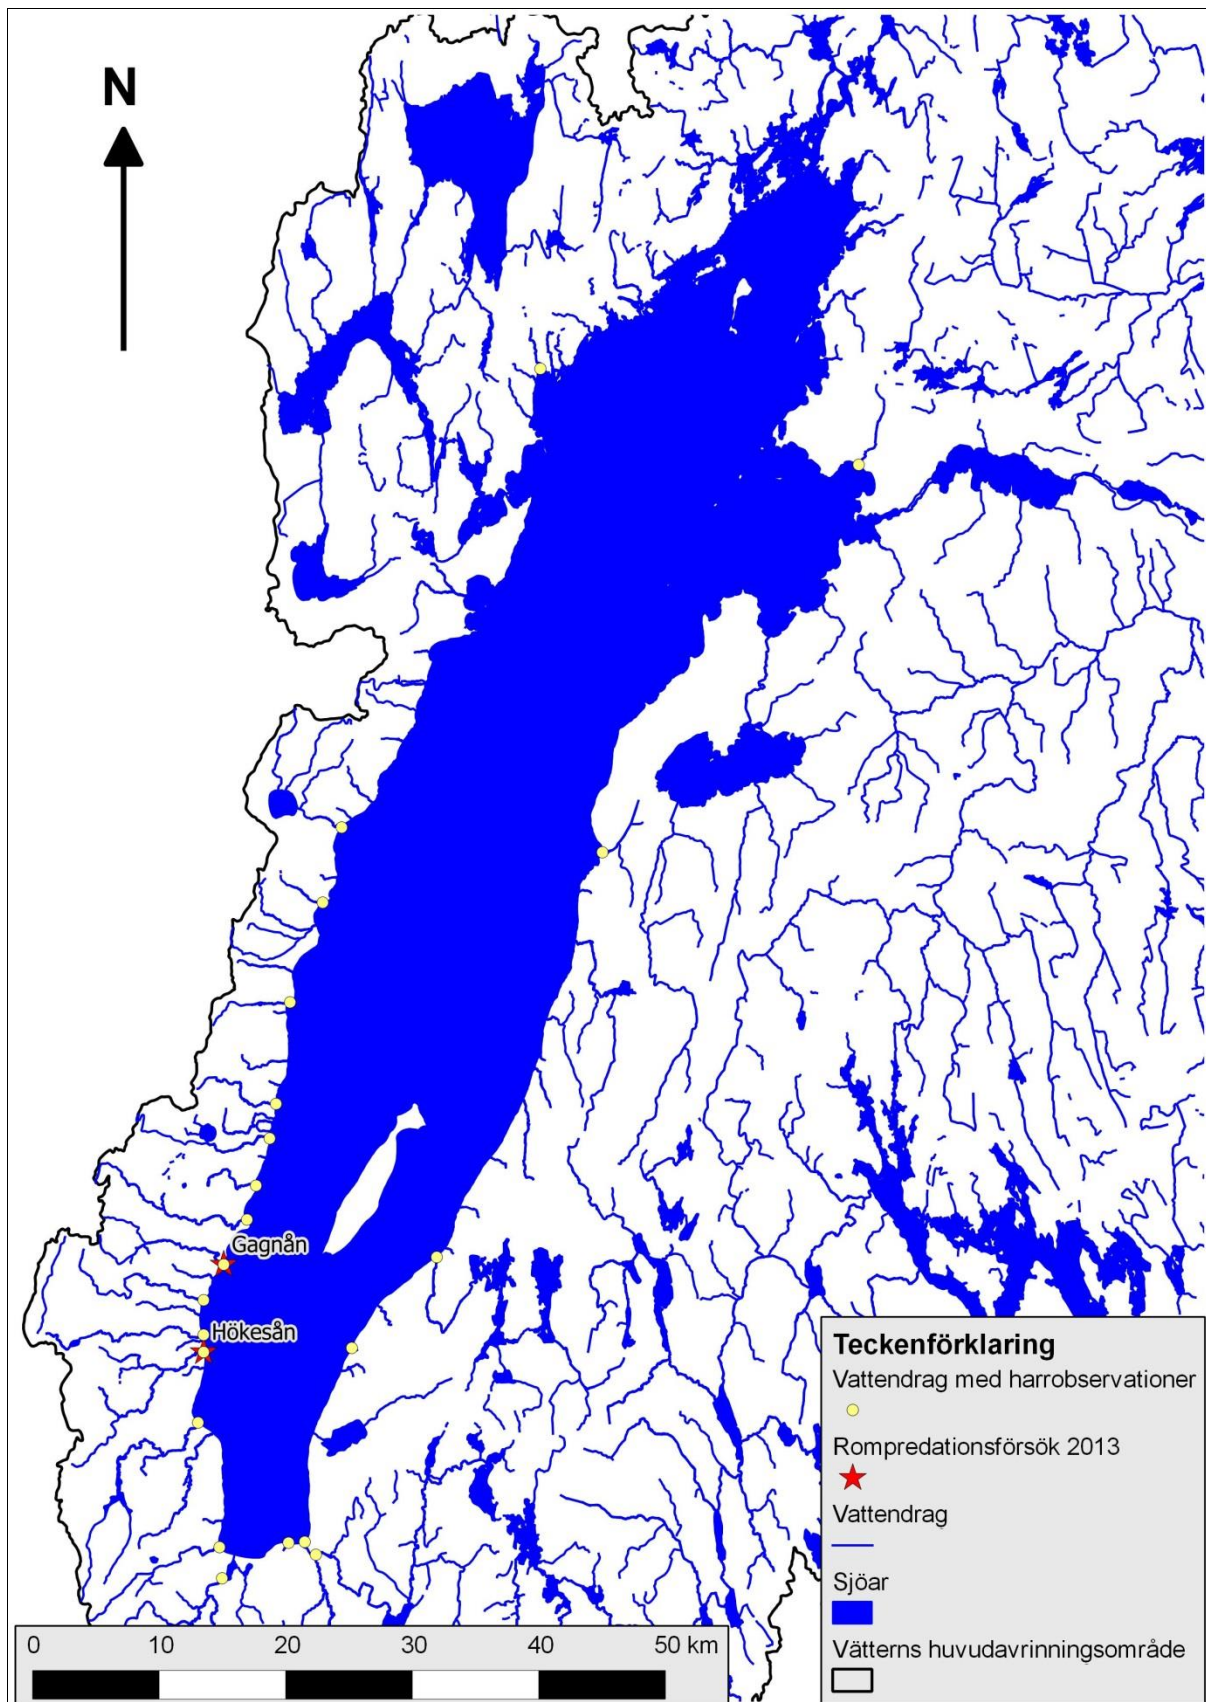 N
Gagnån
Hökesån
Teckenförklaring
Vattendrag med harrobservationer
Rompredationsförsök 2013
Vattendrag
Sjöar
Vätterns huvudavrinningsområde
0 10 20 30 40 50 km